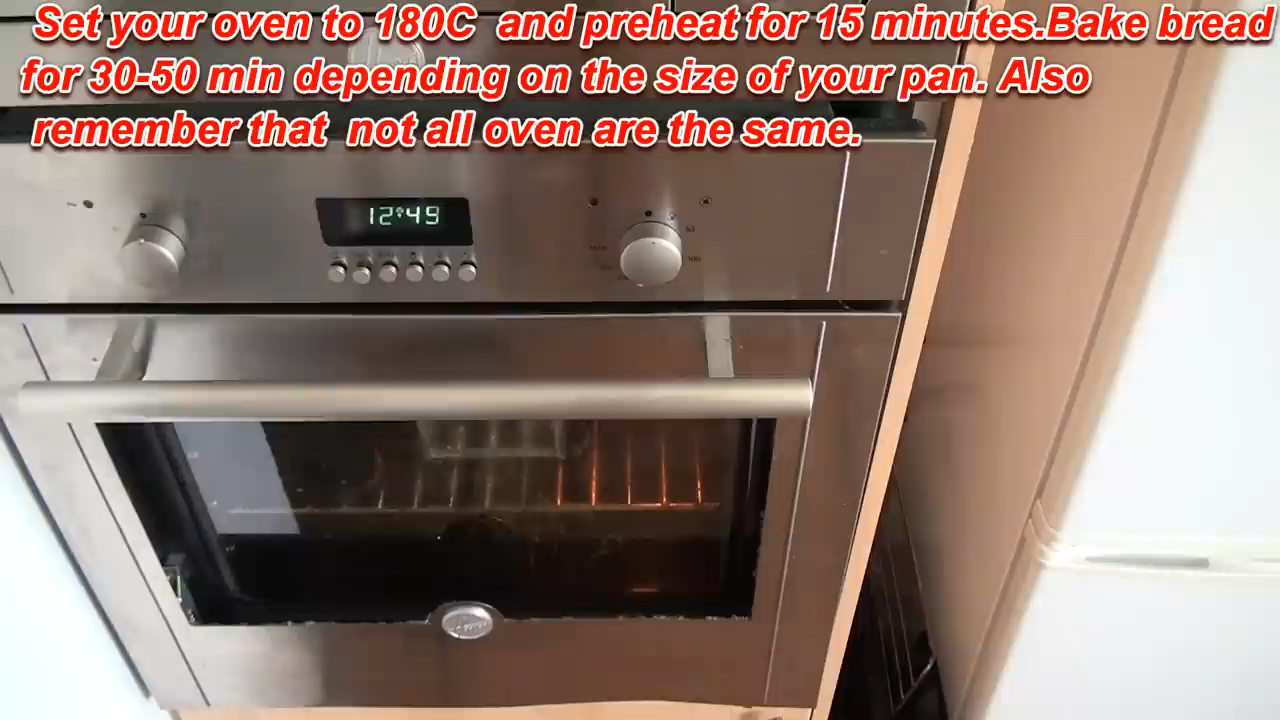 Set your oven to 180C  and preheat for 15 minutes.Bake bread
for 30-50 min depending on the size of your pan. Also
remember that  not all oven are the same.
12:49